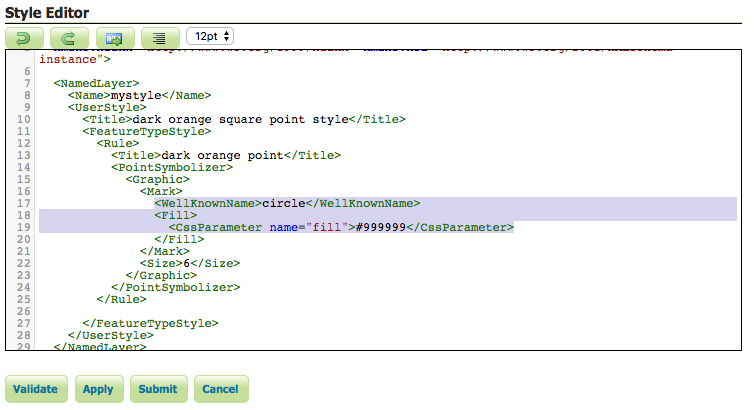 Style Editor
12pt
instance">
6
7 <NamedLayer>
8 <Name>mystyle</Name>
9 <UserStyle>
10 <Title>dark orange square point style</Title>
11 <FeatureTypeStyle>
12 <Rule>
13 <Title>dark orange point</Title>
14 <PointSymbolizer>
15 <Graphic>
16 <Mark>
17 <WellKnownName>circle</WellKnownName>
18 <Fill>
19 <CssParameter name="fill">#999999</CssParameter>
20 </Fill>
21 </Mark>
22 <Size>6</Size>
23 </Graphic>
24 </PointSymbolizer>
25 </Rule>
26
27 </FeatureTypeStyle>
28 </UserStyle>
29 </NamedLayer>
Validate Apply Submit Cancel